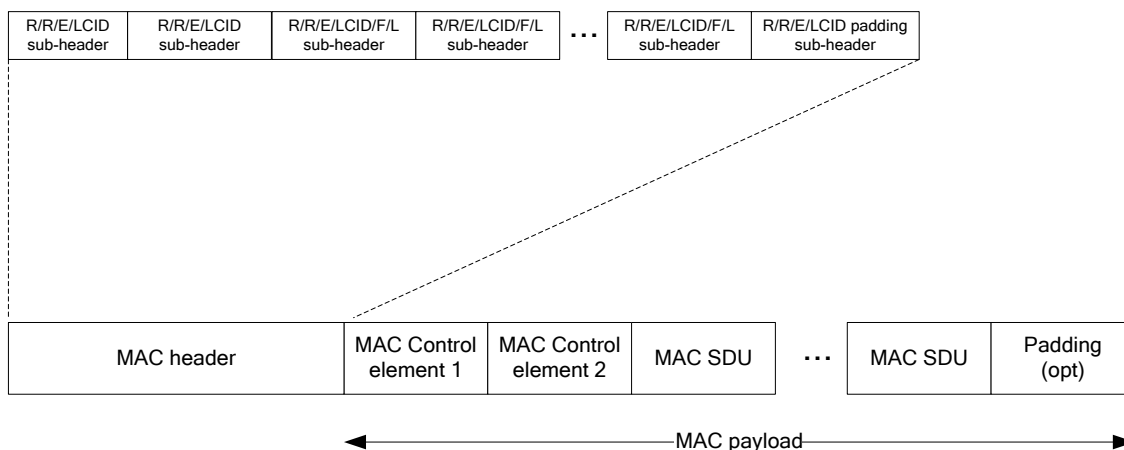 R/R/E/LCID
sub-header
R/R/E/LCID
sub-header
R/R/E/LCID/F/L
sub-header
R/R/E/LCID/F/L
sub-header
...
R/R/E/LCID/F/L
sub-header
R/R/E/LCID padding
sub-header
MAC header
MAC Control
element 1
MAC Control
element 2
MAC SDU
...
MAC SDU
Padding
(opt)
MAC payload